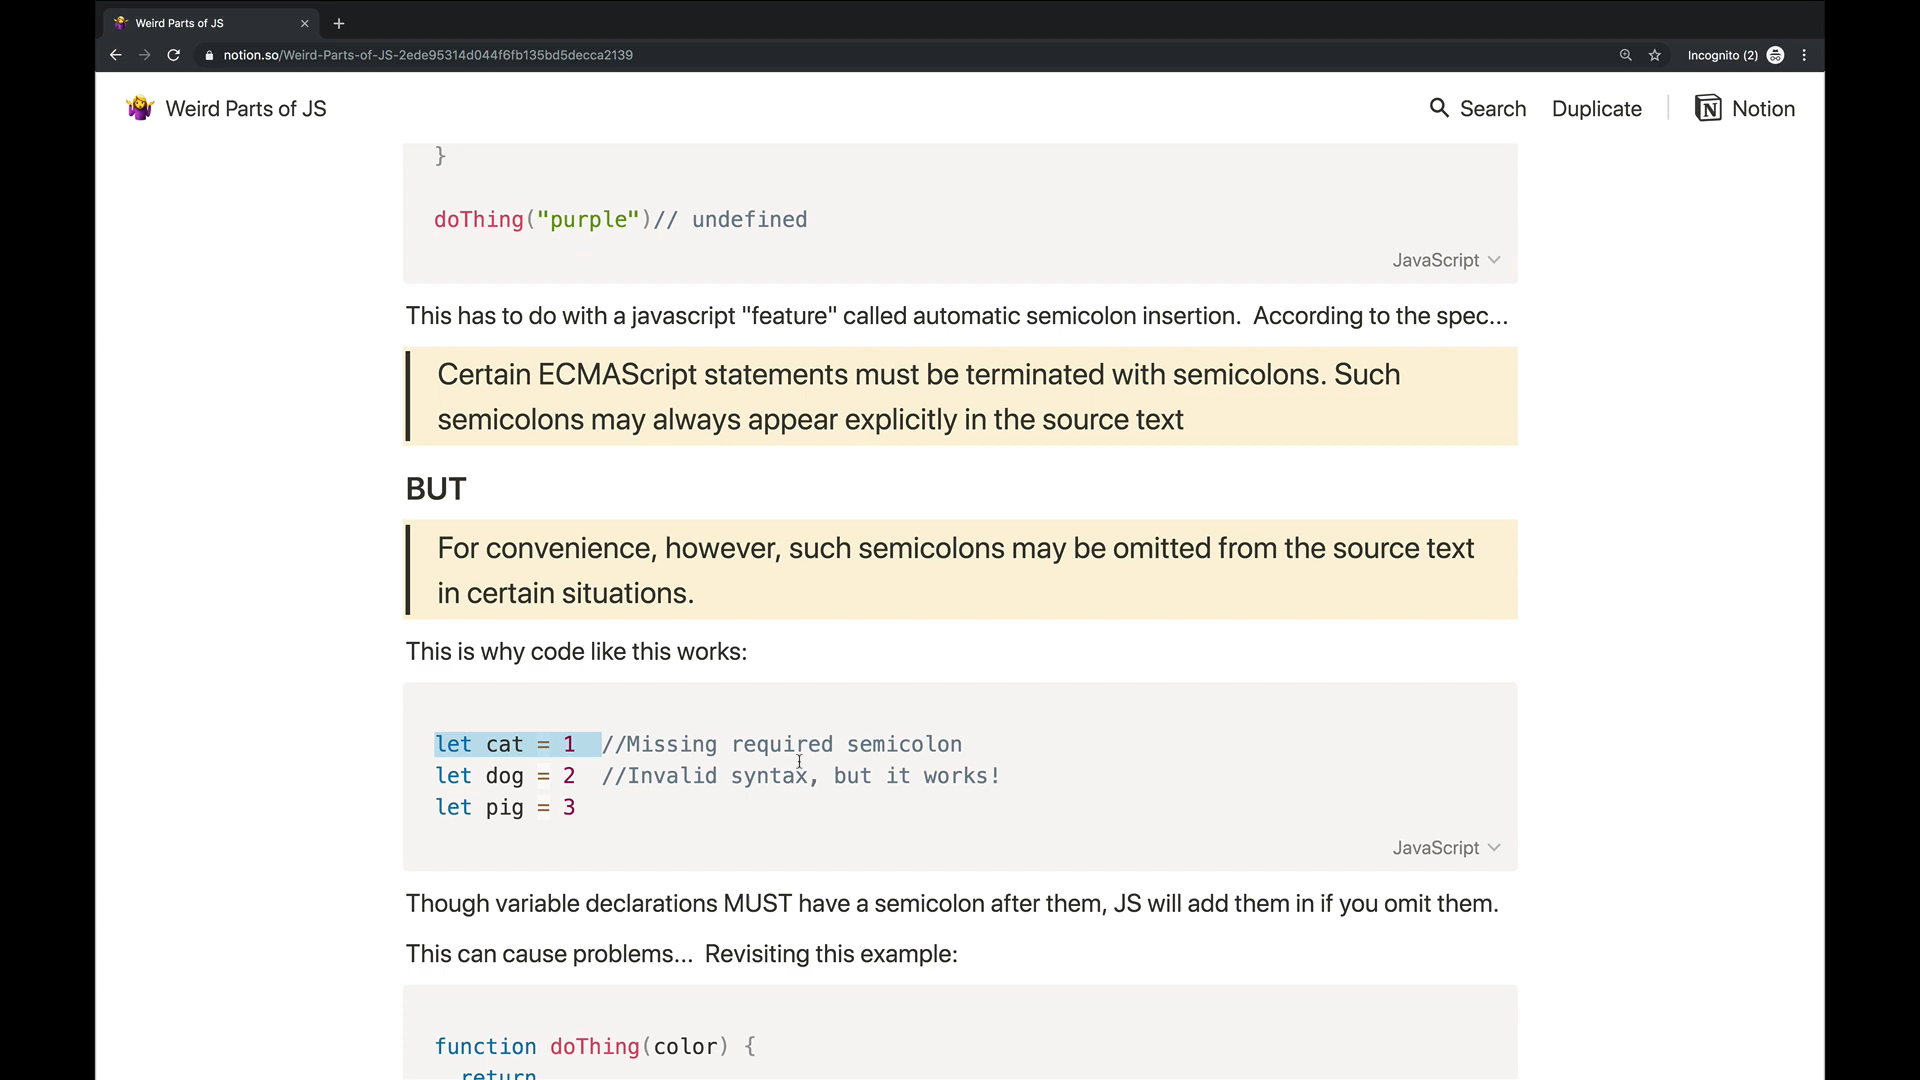 Weird Parts of JS
notion.so/Weird-Parts-of-JS-2ede95314d044f6fb135bd5decca2139
Incognito (2)
Weird Parts of JS
Search
Duplicate
Notion
}
doThing("purple")// undefined
JavaScript
This has to do with a javascript "feature" called automatic semicolon insertion.  According to the spec...
Certain ECMAScript statements must be terminated with semicolons. Such
semicolons may always appear explicitly in the source text
BUT
For convenience, however, such semicolons may be omitted from the source text
in certain situations.
This is why code like this works:
let cat = 1  //Missing required semicolon
let dog = 2  //Invalid syntax, but it works!
let pig = 3
JavaScript
Though variable declarations MUST have a semicolon after them, JS will add them in if you omit them.
This can cause problems...  Revisiting this example:
function doThing(color) {
return